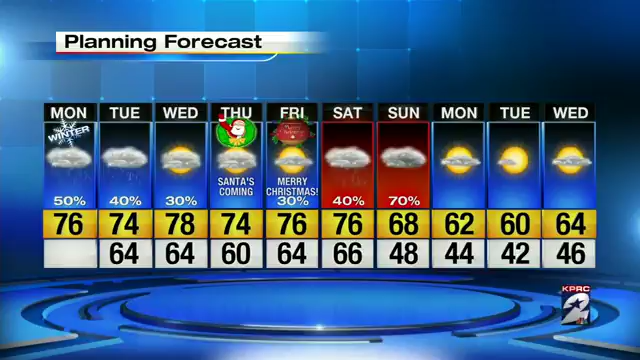 Planning Forecast
MON TUE WED THU FRI SAT SUN MON TUE WED
WINTER
SANTA'S COMING
MERRY CHRISTMAS!
50% 40% 30% 30% 40% 70%
76 74 78 74 76 76 68 62 60 64
64 64 60 64 66 48 44 42 46
KPRC
2